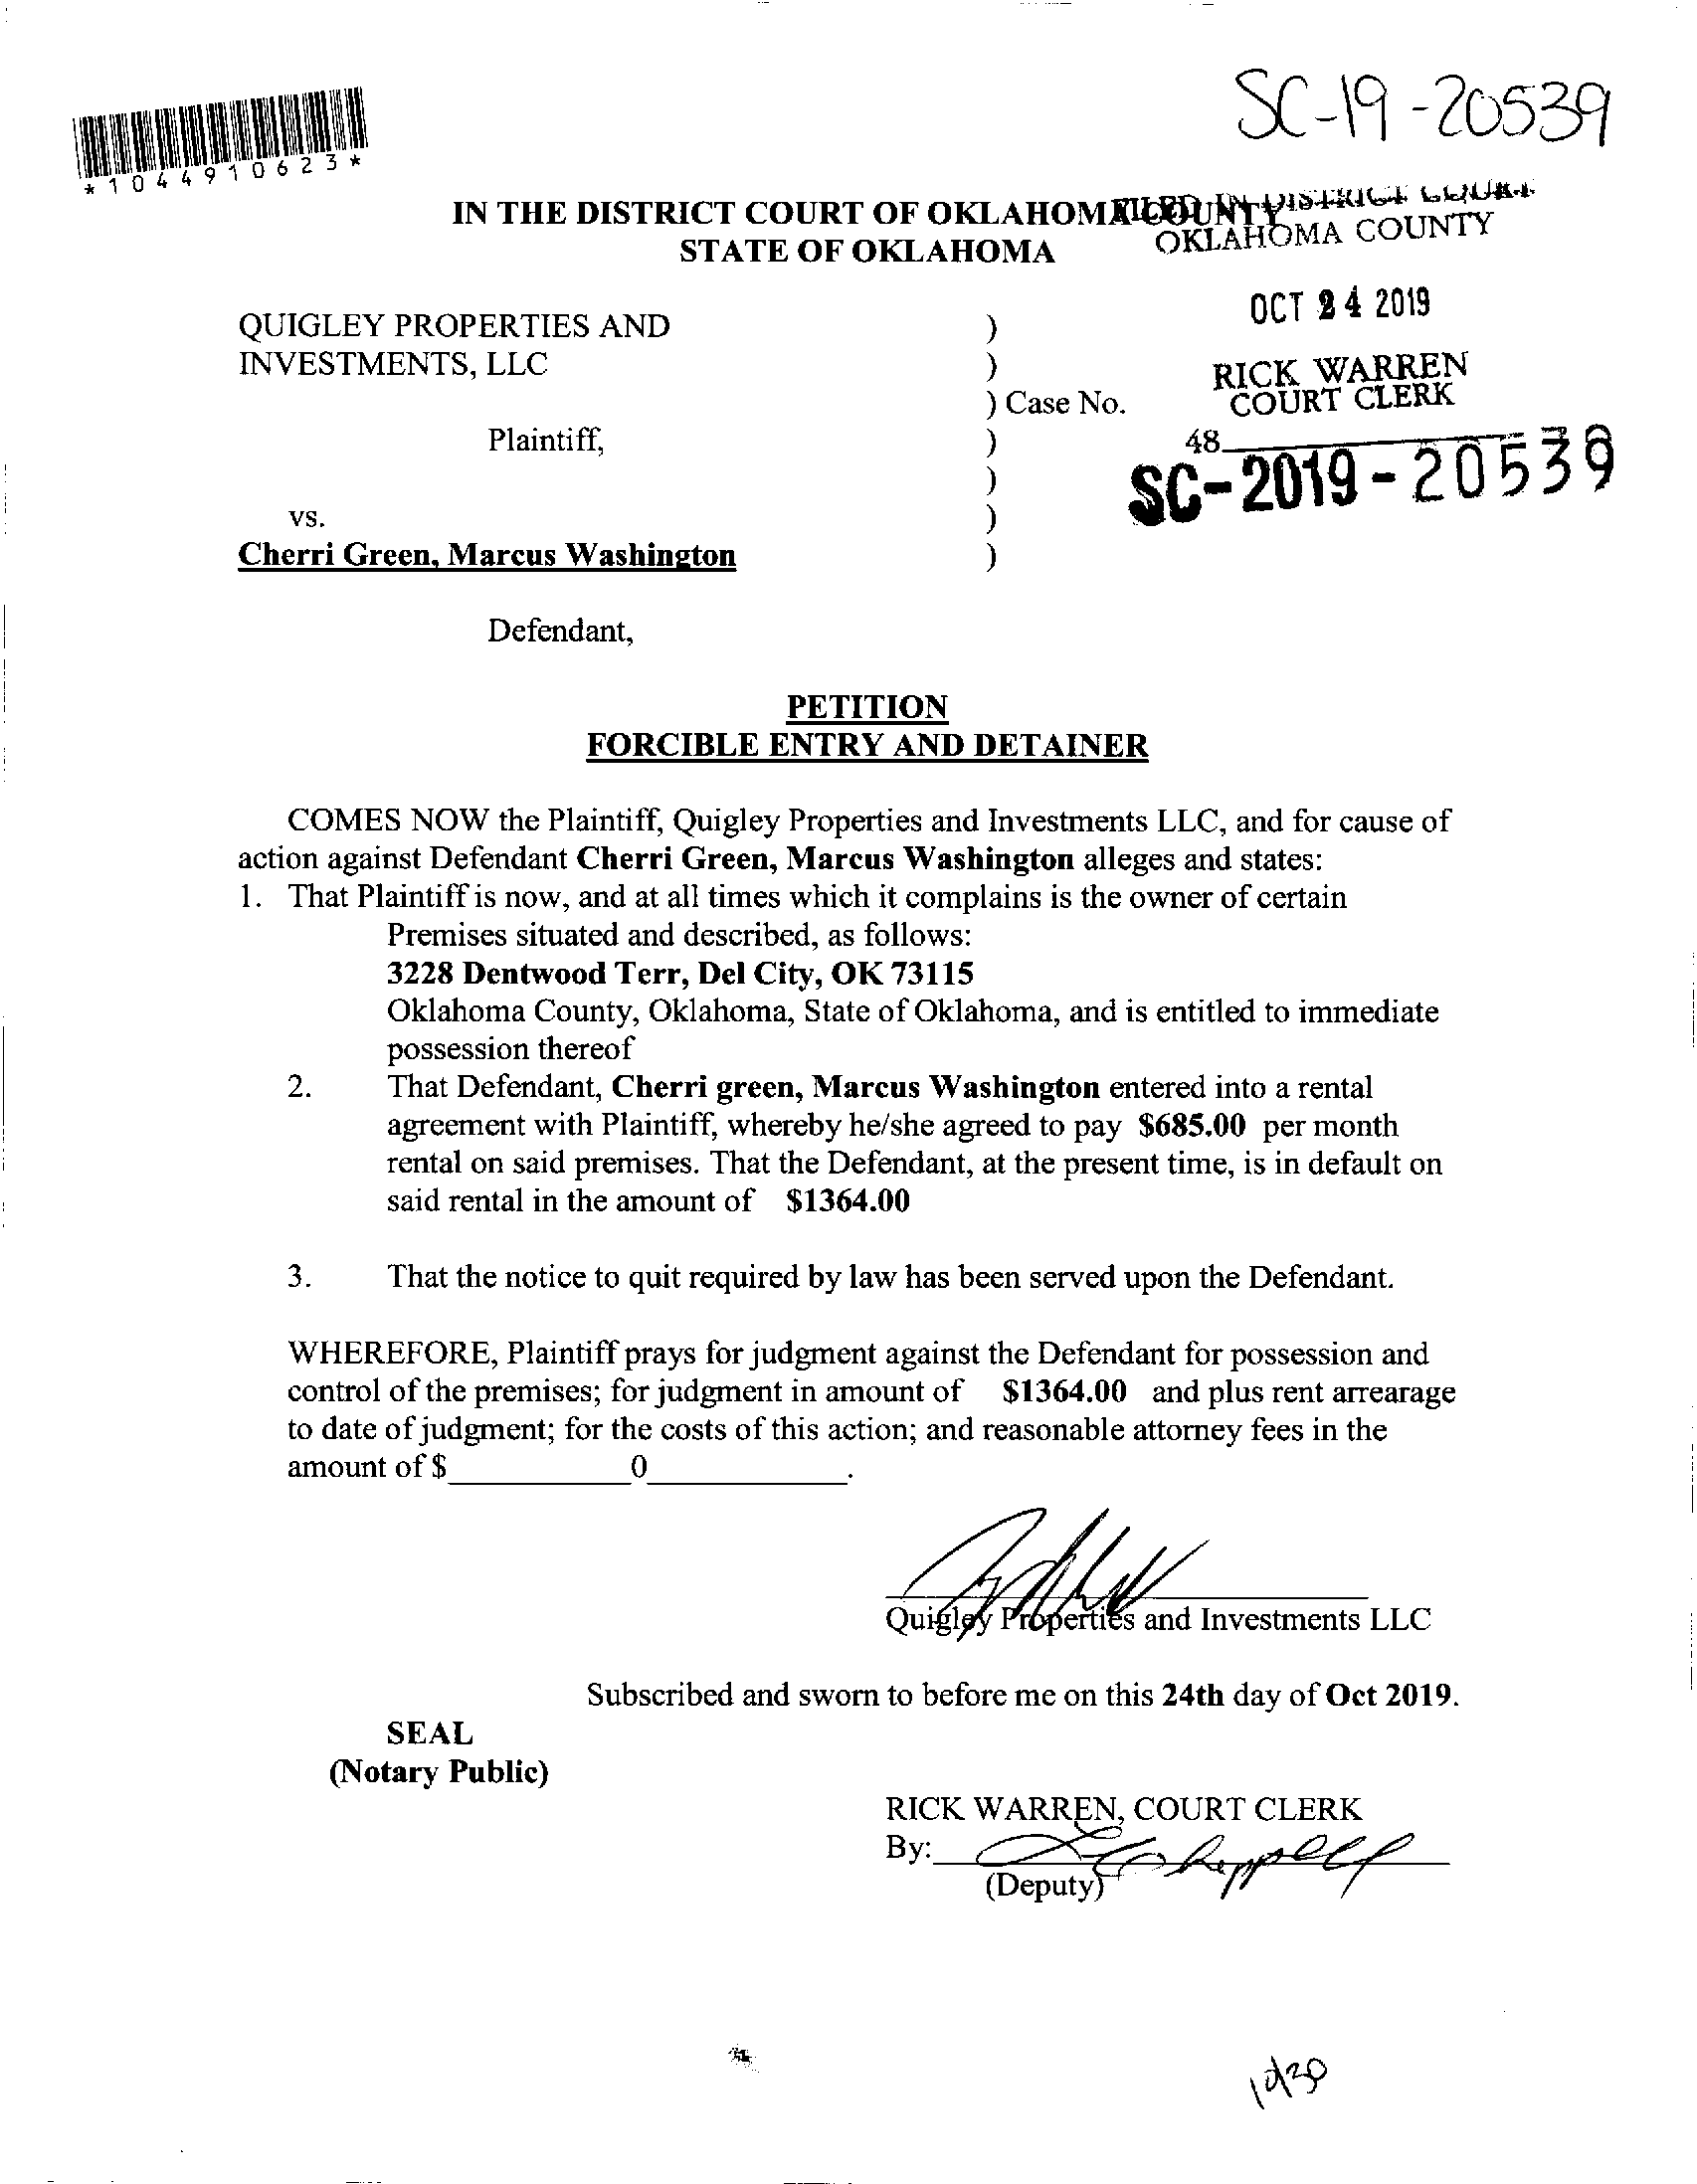 SC-19-20539
*1044910623*
IN THE DISTRICT COURT OF OKLAHOMA COUNTY
FILED IN DISTRICT COURT
STATE OF OKLAHOMA
OKLAHOMA COUNTY
OCT 24 2019
QUIGLEY PROPERTIES AND )
INVESTMENTS, LLC )
RICK WARREN
COURT CLERK
) Case No.
Plaintiff, )
48
SC-2019-20539
)
vs. )
Cherri Green, Marcus Washington )
Defendant,
PETITION
FORCIBLE ENTRY AND DETAINER
COMES NOW the Plaintiff, Quigley Properties and Investments LLC, and for cause of
action against Defendant Cherri Green, Marcus Washington alleges and states:
1. That Plaintiff is now, and at all times which it complains is the owner of certain
Premises situated and described, as follows:
3228 Dentwood Terr, Del City, OK 73115
Oklahoma County, Oklahoma, State of Oklahoma, and is entitled to immediate
possession thereof
2. That Defendant, Cherri green, Marcus Washington entered into a rental
agreement with Plaintiff, whereby he/she agreed to pay $685.00 per month
rental on said premises. That the Defendant, at the present time, is in default on
said rental in the amount of $1364.00
3. That the notice to quit required by law has been served upon the Defendant.
WHEREFORE, Plaintiff prays for judgment against the Defendant for possession and
control of the premises; for judgment in amount of $1364.00 and plus rent arrearage
to date of judgment; for the costs of this action; and reasonable attorney fees in the
amount of $____________0____________.
Quigley Properties and Investments LLC
Subscribed and sworn to before me on this 24th day of Oct 2019.
SEAL
(Notary Public)
RICK WARREN, COURT CLERK
By:
(Deputy)
10/30